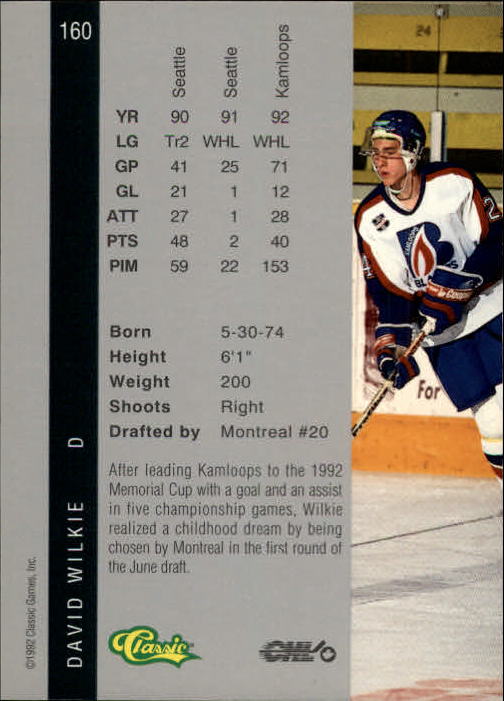 160
Seattle Seattle Kamloops
YR 90 91 92
LG Tr2 WHL WHL
GP 41 25 71
GL 21 1 12
ATT 27 1 28
PTS 48 2 40
PIM 59 22 153
Born 5-30-74
Height 6'1"
Weight 200
Shoots Right
Drafted by Montreal #20
After leading Kamloops to the 1992
Memorial Cup with a goal and an assist
in five championship games, Wilkie
realized a childhood dream by being
chosen by Montreal in the first round of
the June draft.
DAVID WILKIE D
©1992 Classic Games, Inc.
Classic
CHL
24
KAMLOOPS
For